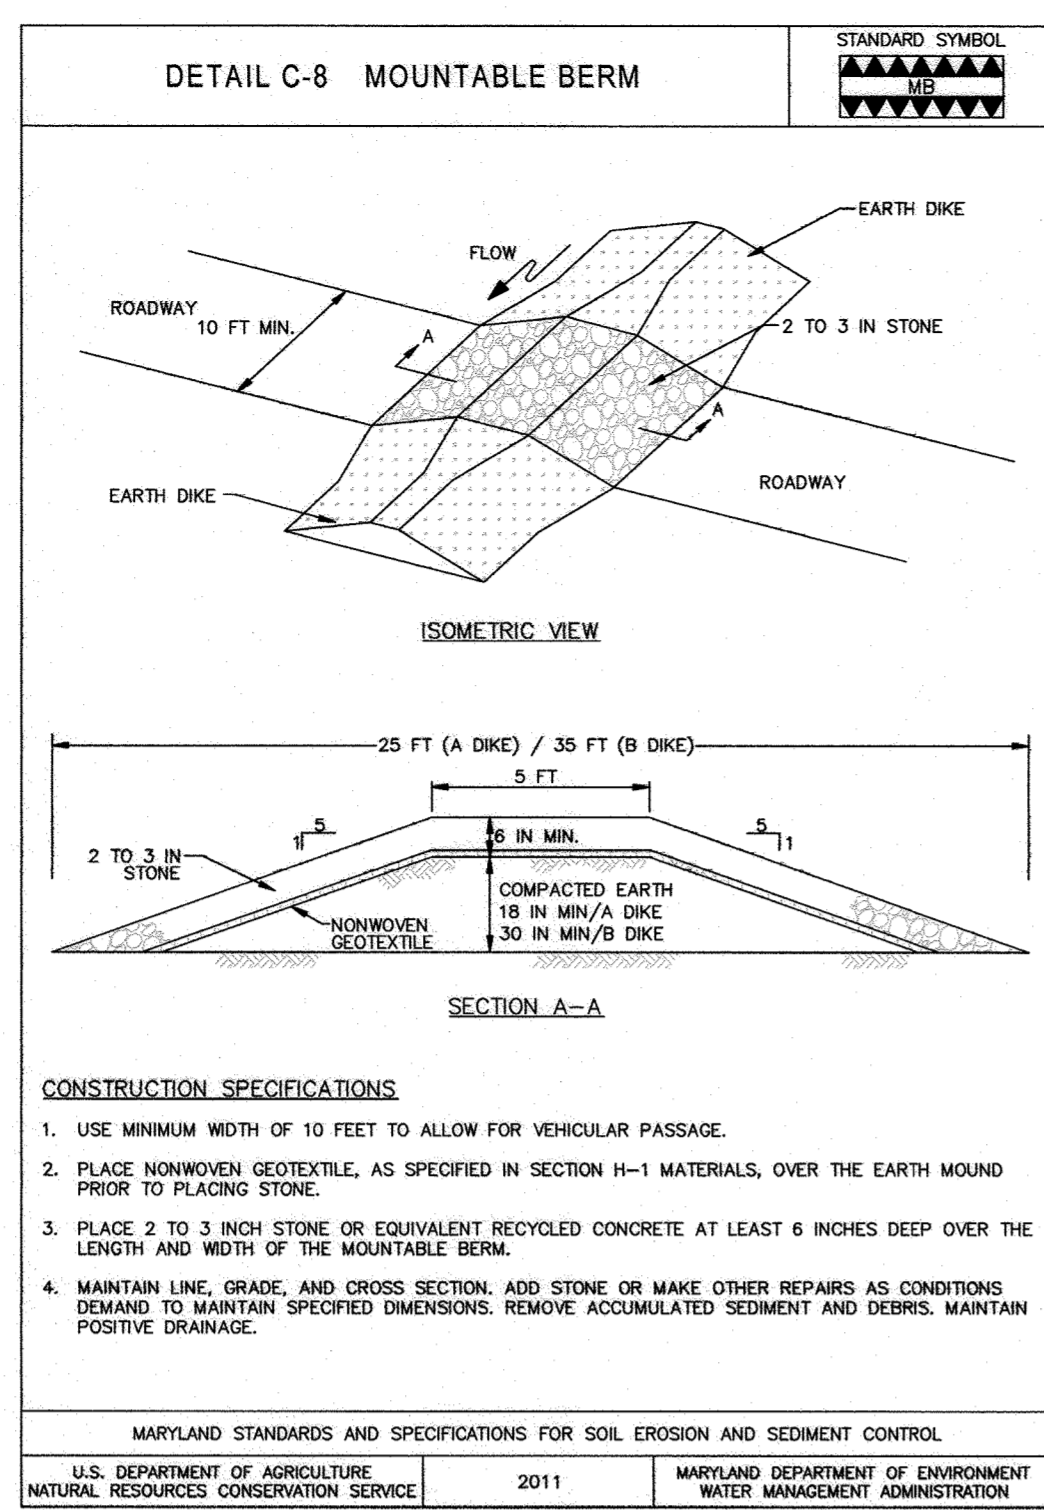 DETAIL C-8 MOUNTABLE BERM
STANDARD SYMBOL
MB
EARTH DIKE
FLOW
ROADWAY
10 FT MIN.
2 TO 3 IN STONE
A
A
ROADWAY
EARTH DIKE
ISOMETRIC VIEW
25 FT (A DIKE) / 35 FT (B DIKE)
5 FT
5
1
6 IN MIN.
5
1
2 TO 3 IN
STONE
COMPACTED EARTH
18 IN MIN/A DIKE
30 IN MIN/B DIKE
NONWOVEN
GEOTEXTILE
SECTION A-A
CONSTRUCTION SPECIFICATIONS
1. USE MINIMUM WIDTH OF 10 FEET TO ALLOW FOR VEHICULAR PASSAGE.
2. PLACE NONWOVEN GEOTEXTILE, AS SPECIFIED IN SECTION H-1 MATERIALS, OVER THE EARTH MOUND
PRIOR TO PLACING STONE.
3. PLACE 2 TO 3 INCH STONE OR EQUIVALENT RECYCLED CONCRETE AT LEAST 6 INCHES DEEP OVER THE
LENGTH AND WIDTH OF THE MOUNTABLE BERM.
4. MAINTAIN LINE, GRADE, AND CROSS SECTION. ADD STONE OR MAKE OTHER REPAIRS AS CONDITIONS
DEMAND TO MAINTAIN SPECIFIED DIMENSIONS. REMOVE ACCUMULATED SEDIMENT AND DEBRIS. MAINTAIN
POSITIVE DRAINAGE.
MARYLAND STANDARDS AND SPECIFICATIONS FOR SOIL EROSION AND SEDIMENT CONTROL
U.S. DEPARTMENT OF AGRICULTURE
NATURAL RESOURCES CONSERVATION SERVICE
2011
MARYLAND DEPARTMENT OF ENVIRONMENT
WATER MANAGEMENT ADMINISTRATION